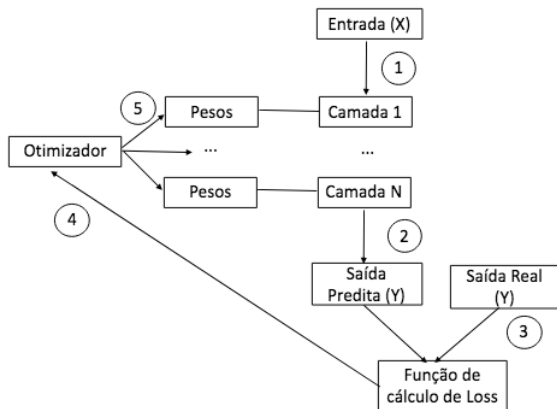 Entrada (X)
1
5
Pesos
Camada 1
Otimizador
...
...
Pesos
Camada N
4
2
Saída
Predita (Y)
Saída Real
(Y)
3
Função de
cálculo de Loss